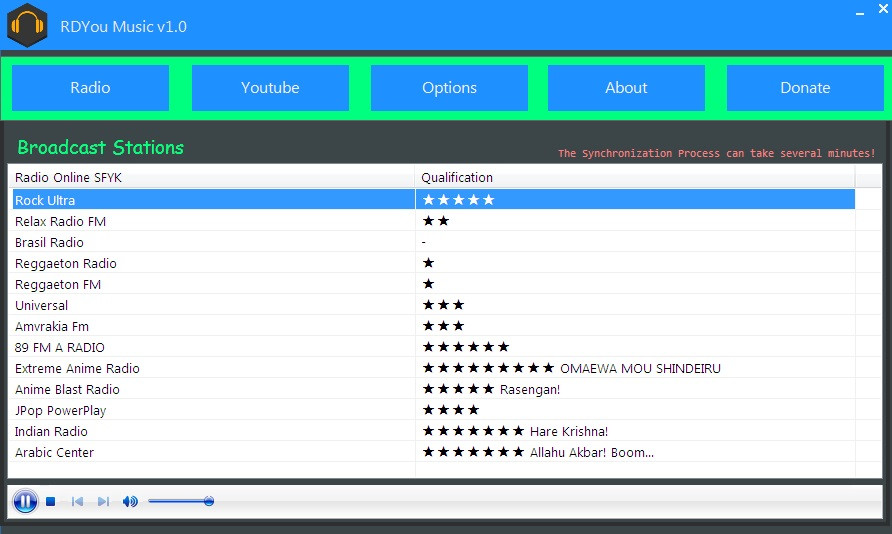 RDYou Music v1.0
Radio Youtube Options About Donate
Broadcast Stations
The Synchronization Process can take several minutes!
Radio Online SFYK Qualification
Rock Ultra ★★★★★
Relax Radio FM ★★
Brasil Radio -
Reggaeton Radio ★
Reggaeton FM ★
Universal ★★★
Amvrakia Fm ★★★
89 FM A RADIO ★★★★★★
Extreme Anime Radio ★★★★★★★★★ OMAEWA MOU SHINDEIRU
Anime Blast Radio ★★★★★ Rasengan!
JPop PowerPlay ★★★★
Indian Radio ★★★★★★★ Hare Krishna!
Arabic Center ★★★★★★★ Allahu Akbar! Boom...